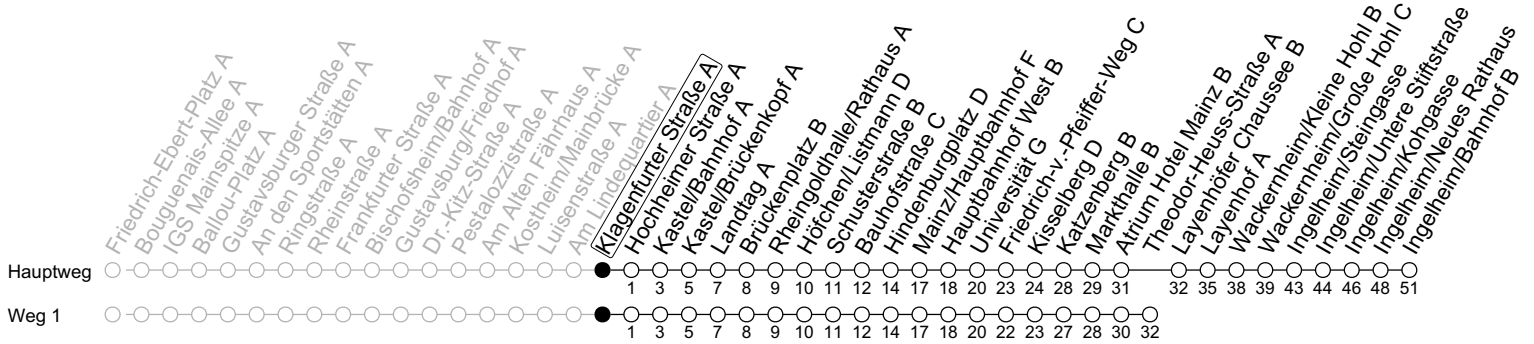 Friedrich-Ebert-Platz A
Bouguenais-Allee A
IGS Mainspitze A
Ballou-Platz A
Gustavsburger Straße A
An den Sportstätten A
Ringstraße A
Rheinstraße A
Frankfurter Straße A
Bischofsheim/Bahnhof A
Gustavsburg/Friedhof A
Dr.-Kitz-Straße A
Pestalozzistraße A
Am Alten Fährhaus A
Kostheim/Mainbrücke A
Luisenstraße A
Am Lindequartier A
Klagenfurter Straße A
Hochheimer Straße A
Kastel/Bahnhof A
Kastel/Brückenkopf A
Landtag A
Brückenplatz B
Rheingoldhalle/Rathaus A
Höfchen/Listmann D
Schusterstraße B
Bauhofstraße C
Hindenburgplatz D
Mainz/Hauptbahnhof F
Hauptbahnhof West B
Universität G
Friedrich-v.-Pfeiffer-Weg C
Kisselberg D
Katzenberg B
Markthalle B
Atrium Hotel Mainz B
Theodor-Heuss-Straße A
Layenhöfer Chaussee B
Layenhof A
Wackernheim/Kleine Hohl B
Wackernheim/Große Hohl C
Ingelheim/Steingasse
Ingelheim/Untere Stiftstraße
Ingelheim/Kohgasse
Ingelheim/Neues Rathaus
Ingelheim/Bahnhof B
Hauptweg
1 3 5 7 8 9 10 11 12 14 17 18 20 23 24 28 29 31 32 35 38 39 43 44 46 48 51
Weg 1
1 3 5 7 8 9 10 11 12 14 17 18 20 22 23 27 28 30 32